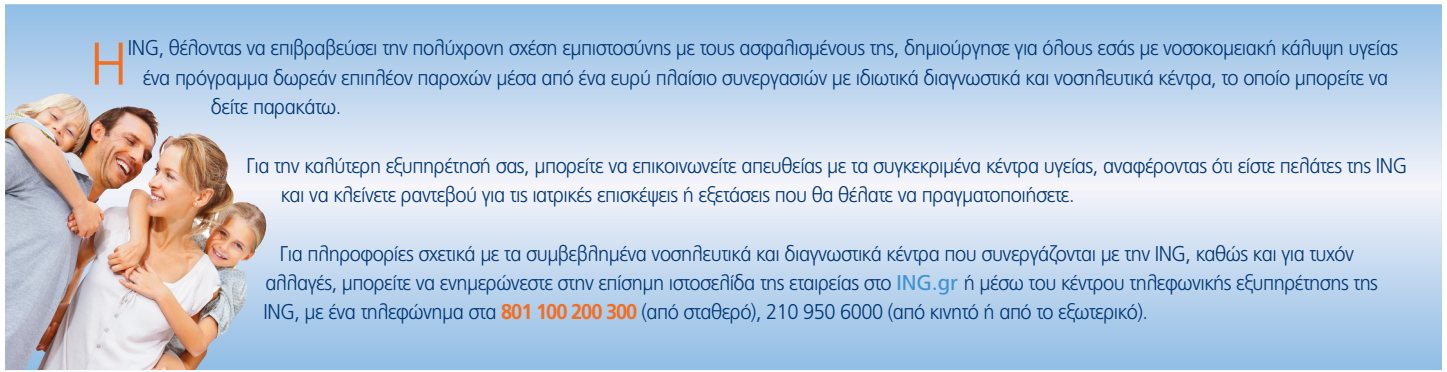 Η ING, θέλοντας να επιβραβεύσει την πολύχρονη σχέση εμπιστοσύνης με τους ασφαλισμένους της, δημιούργησε για όλους εσάς με νοσοκομειακή κάλυψη υγείας
ένα πρόγραμμα δωρεάν επιπλέον παροχών μέσα από ένα ευρύ πλαίσιο συνεργασιών με ιδιωτικά διαγνωστικά και νοσηλευτικά κέντρα, το οποίο μπορείτε να
δείτε παρακάτω.
Για την καλύτερη εξυπηρέτησή σας, μπορείτε να επικοινωνείτε απευθείας με τα συγκεκριμένα κέντρα υγείας, αναφέροντας ότι είστε πελάτες της ING
και να κλείνετε ραντεβού για τις ιατρικές επισκέψεις ή εξετάσεις που θα θέλατε να πραγματοποιήσετε.
Για πληροφορίες σχετικά με τα συμβεβλημένα νοσηλευτικά και διαγνωστικά κέντρα που συνεργάζονται με την ING, καθώς και για τυχόν
αλλαγές, μπορείτε να ενημερώνεστε στην επίσημη ιστοσελίδα της εταιρείας στο ING.gr ή μέσω του κέντρου τηλεφωνικής εξυπηρέτησης της
ING, με ένα τηλεφώνημα στα 801 100 200 300 (από σταθερό), 210 950 6000 (από κινητό ή από το εξωτερικό).